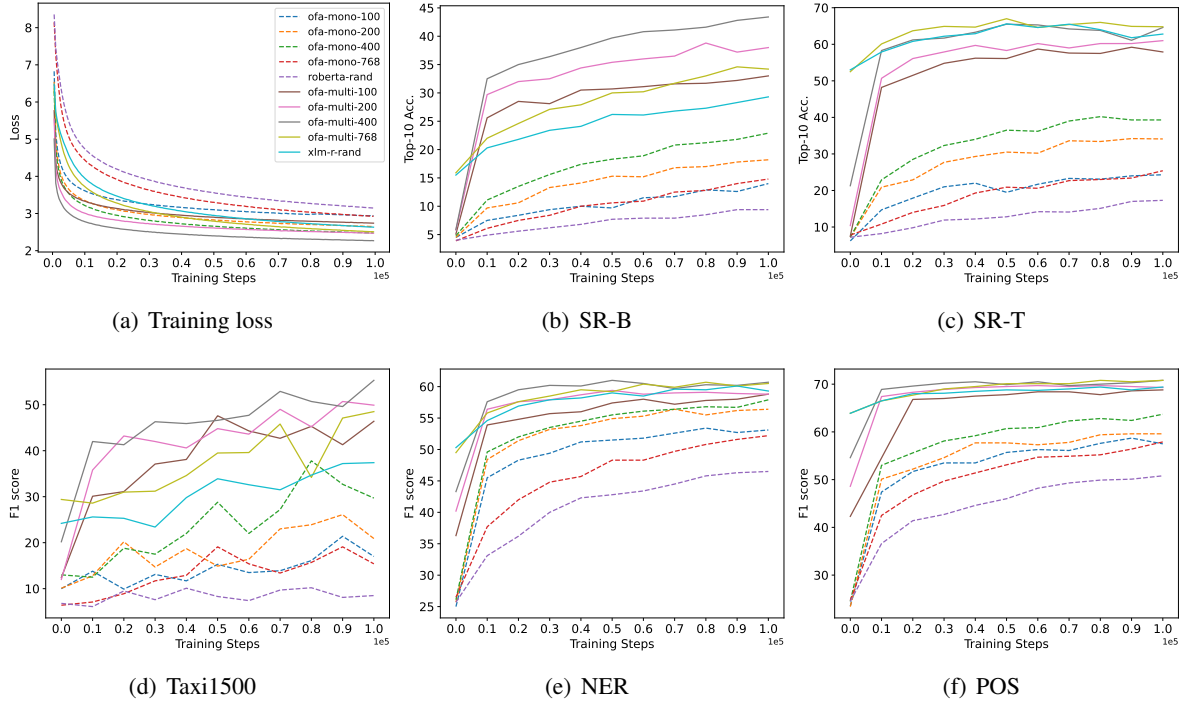 8
7
6
5
4
3
2
Loss
0.0 0.1 0.2 0.3 0.4 0.5 0.6 0.7 0.8 0.9 1.0
Training Steps
1e5
ofa-mono-100
ofa-mono-200
ofa-mono-400
ofa-mono-768
roberta-rand
ofa-multi-100
ofa-multi-200
ofa-multi-400
ofa-multi-768
xlm-r-rand
(a) Training loss
45
40
35
30
25
20
15
10
5
Top-10 Acc.
0.0 0.1 0.2 0.3 0.4 0.5 0.6 0.7 0.8 0.9 1.0
Training Steps
1e5
(b) SR-B
70
60
50
40
30
20
10
Top-10 Acc.
0.0 0.1 0.2 0.3 0.4 0.5 0.6 0.7 0.8 0.9 1.0
Training Steps
1e5
(c) SR-T
50
40
30
20
10
F1 score
0.0 0.1 0.2 0.3 0.4 0.5 0.6 0.7 0.8 0.9 1.0
Training Steps
1e5
(d) Taxi1500
60
55
50
45
40
35
30
25
F1 score
0.0 0.1 0.2 0.3 0.4 0.5 0.6 0.7 0.8 0.9 1.0
Training Steps
1e5
(e) NER
70
60
50
40
30
F1 score
0.0 0.1 0.2 0.3 0.4 0.5 0.6 0.7 0.8 0.9 1.0
Training Steps
1e5
(f) POS